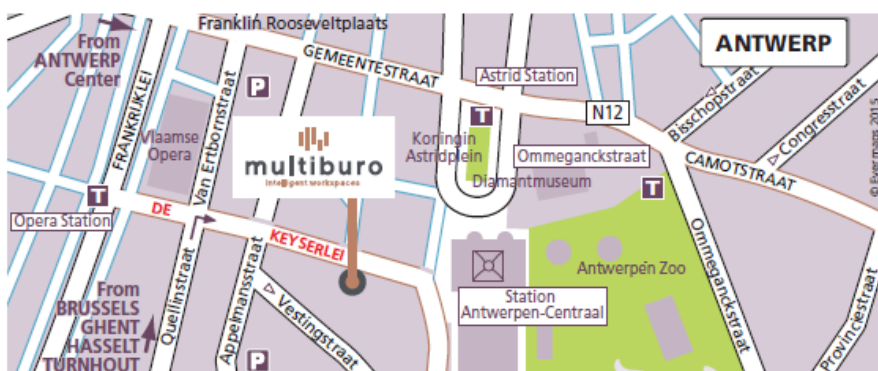 Franklin Rooseveltplaats
From
ANTWERP
Center
GEMEENTESTRAAT
ANTWERP
Astrid Station
P
T
N12
Bisschopstraat
Congresstraat
© Evermaps 2015
FRANKRIJKLEI
Vlaamse
Opera
Van Ertbornstraat
multiburo
intelligent workspaces
Koningin
Astridplein
Ommeganckstraat
Diamantmuseum
T
CAMOTSTRAAT
T
Opera Station
DE
KEYSERLEI
Antwerpen Zoo
Ommeganckstraat
Station
Antwerpen-Centraal
From
BRUSSELS
GHENT
HASSELT
TURNHOUT
Quellinstraat
Appelmansstraat
Vestingstraat
P
Provinciestraat